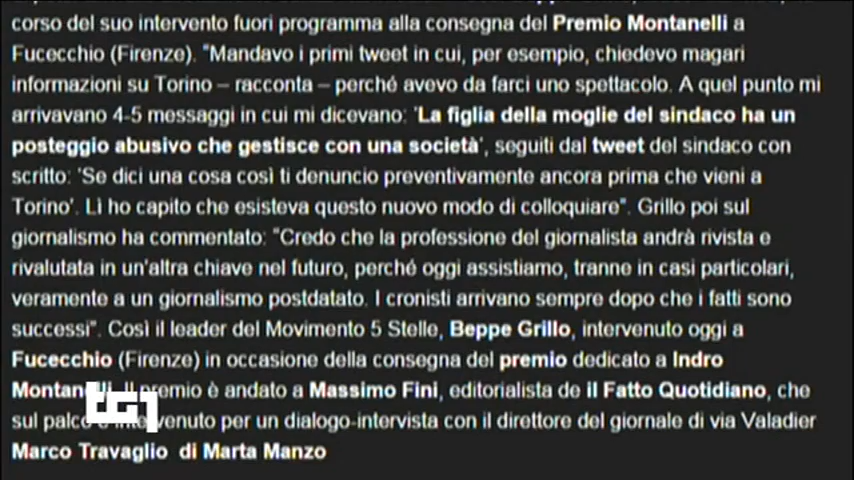 corso del suo intervento fuori programma alla consegna del Premio Montanelli a
Fucecchio (Firenze). "Mandavo i primi tweet in cui, per esempio, chiedevo magari
informazioni su Torino – racconta – perché avevo da farci uno spettacolo. A quel punto mi
arrivavano 4-5 messaggi in cui mi dicevano: 'La figlia della moglie del sindaco ha un
posteggio abusivo che gestisce con una società', seguiti dal tweet del sindaco con
scritto: 'Se dici una cosa così ti denuncio preventivamente ancora prima che vieni a
Torino'. Lì ho capito che esisteva questo nuovo modo di colloquiare". Grillo poi sul
giornalismo ha commentato: "Credo che la professione del giornalista andrà rivista e
rivalutata in un'altra chiave nel futuro, perché oggi assistiamo, tranne in casi particolari,
veramente a un giornalismo postdatato. I cronisti arrivano sempre dopo che i fatti sono
successi". Così il leader del Movimento 5 Stelle, Beppe Grillo, intervenuto oggi a
Fucecchio (Firenze) in occasione della consegna del premio dedicato a Indro
Montanelli. Il premio è andato a Massimo Fini, editorialista de il Fatto Quotidiano, che
sul palco è intervenuto per un dialogo-intervista con il direttore del giornale di via Valadier
Marco Travaglio di Marta Manzo
tg1